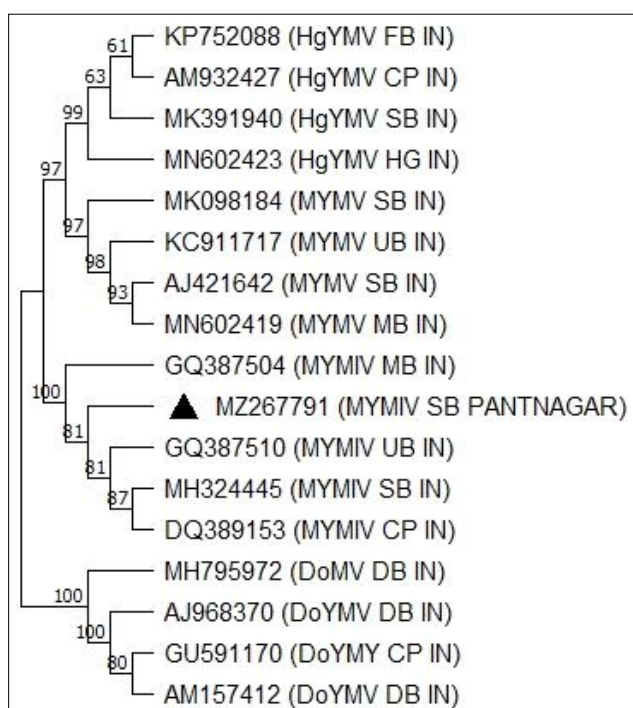 KP752088 (HgYMV FB IN)
61
AM932427 (HgYMV CP IN)
63
MK391940 (HgYMV SB IN)
99
MN602423 (HgYMV HG IN)
97
MK098184 (MYMV SB IN)
97
KC911717 (MYMV UB IN)
98
AJ421642 (MYMV SB IN)
93
MN602419 (MYMV MB IN)
GQ387504 (MYMIV MB IN)
100
MZ267791 (MYMIV SB PANTNAGAR)
81
GQ387510 (MYMIV UB IN)
81
MH324445 (MYMIV SB IN)
87
DQ389153 (MYMIV CP IN)
MH795972 (DoMV DB IN)
100
AJ968370 (DoYMV DB IN)
100
GU591170 (DoYMY CP IN)
80
AM157412 (DoYMV DB IN)